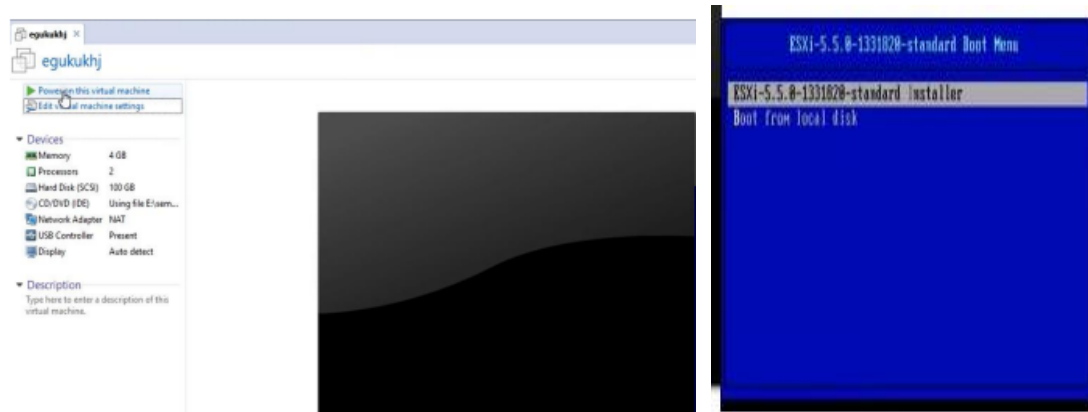 egukukhj ×
egukukhj
Power on this virtual machine
Edit virtual machine settings
Devices
Memory 4 GB
Processors 2
Hard Disk (SCSI) 100 GB
CD/DVD (IDE) Using file E:\sem...
Network Adapter NAT
USB Controller Present
Display Auto detect
Description
Type here to enter a description of this
virtual machine.
ESXi-5.5.0-1331820-standard Boot Menu
ESXi-5.5.0-1331820-standard Installer
Boot from local disk